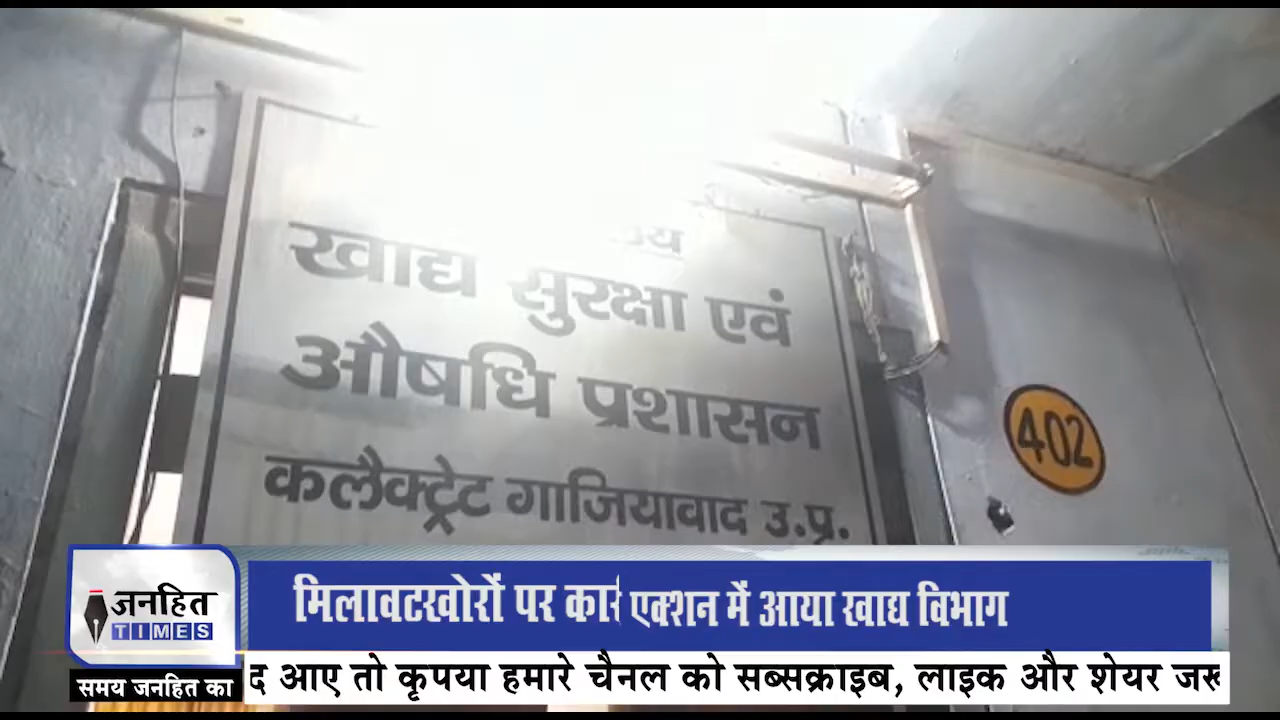 खाद्य सुरक्षा एवं
औषधि प्रशासन
कलैक्ट्रेट गाजियावाद उ.प्र.
402
जनहित
TIMES
समय जनहित का
मिलावटखोरों पर एक्शन में आया खाद्य विभाग
आए तो कृपया हमारे चैनल को सब्सक्राइब, लाइक और शेयर